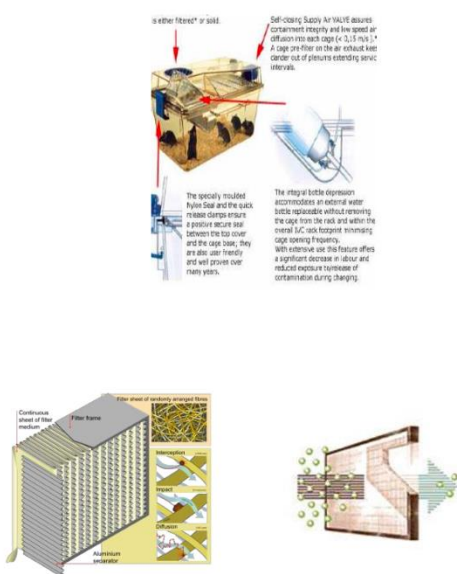 is either filtered* or solid.
Self-closing Supply Air VALVE assures
containment integrity and low speed air
diffusion into each cage (< 0,15 m/s ).*
A cage pre-filter on the air exhaust keeps
dander out of plenums extending service
intervals.
The specially moulded
Nylon Seal and the quick
release clamps ensure
a positive secure seal
between the top cover
and the cage base; they
are also user friendly
and well proven over
many years.
The integral bottle depression
accommodates an external water
bottle replaceable without removing
the cage from the rack and within the
overall IVC rack footprint minimising
cage opening frequency.
With extensive use this feature offers
a significant decrease in labour and
reduced exposure to/release of
contamination during changing.
Continuous
sheet of filter
medium
Filter frame
Filter sheet of randomly arranged fibres
Interception
Impact
Diffusion
Aluminium
separator